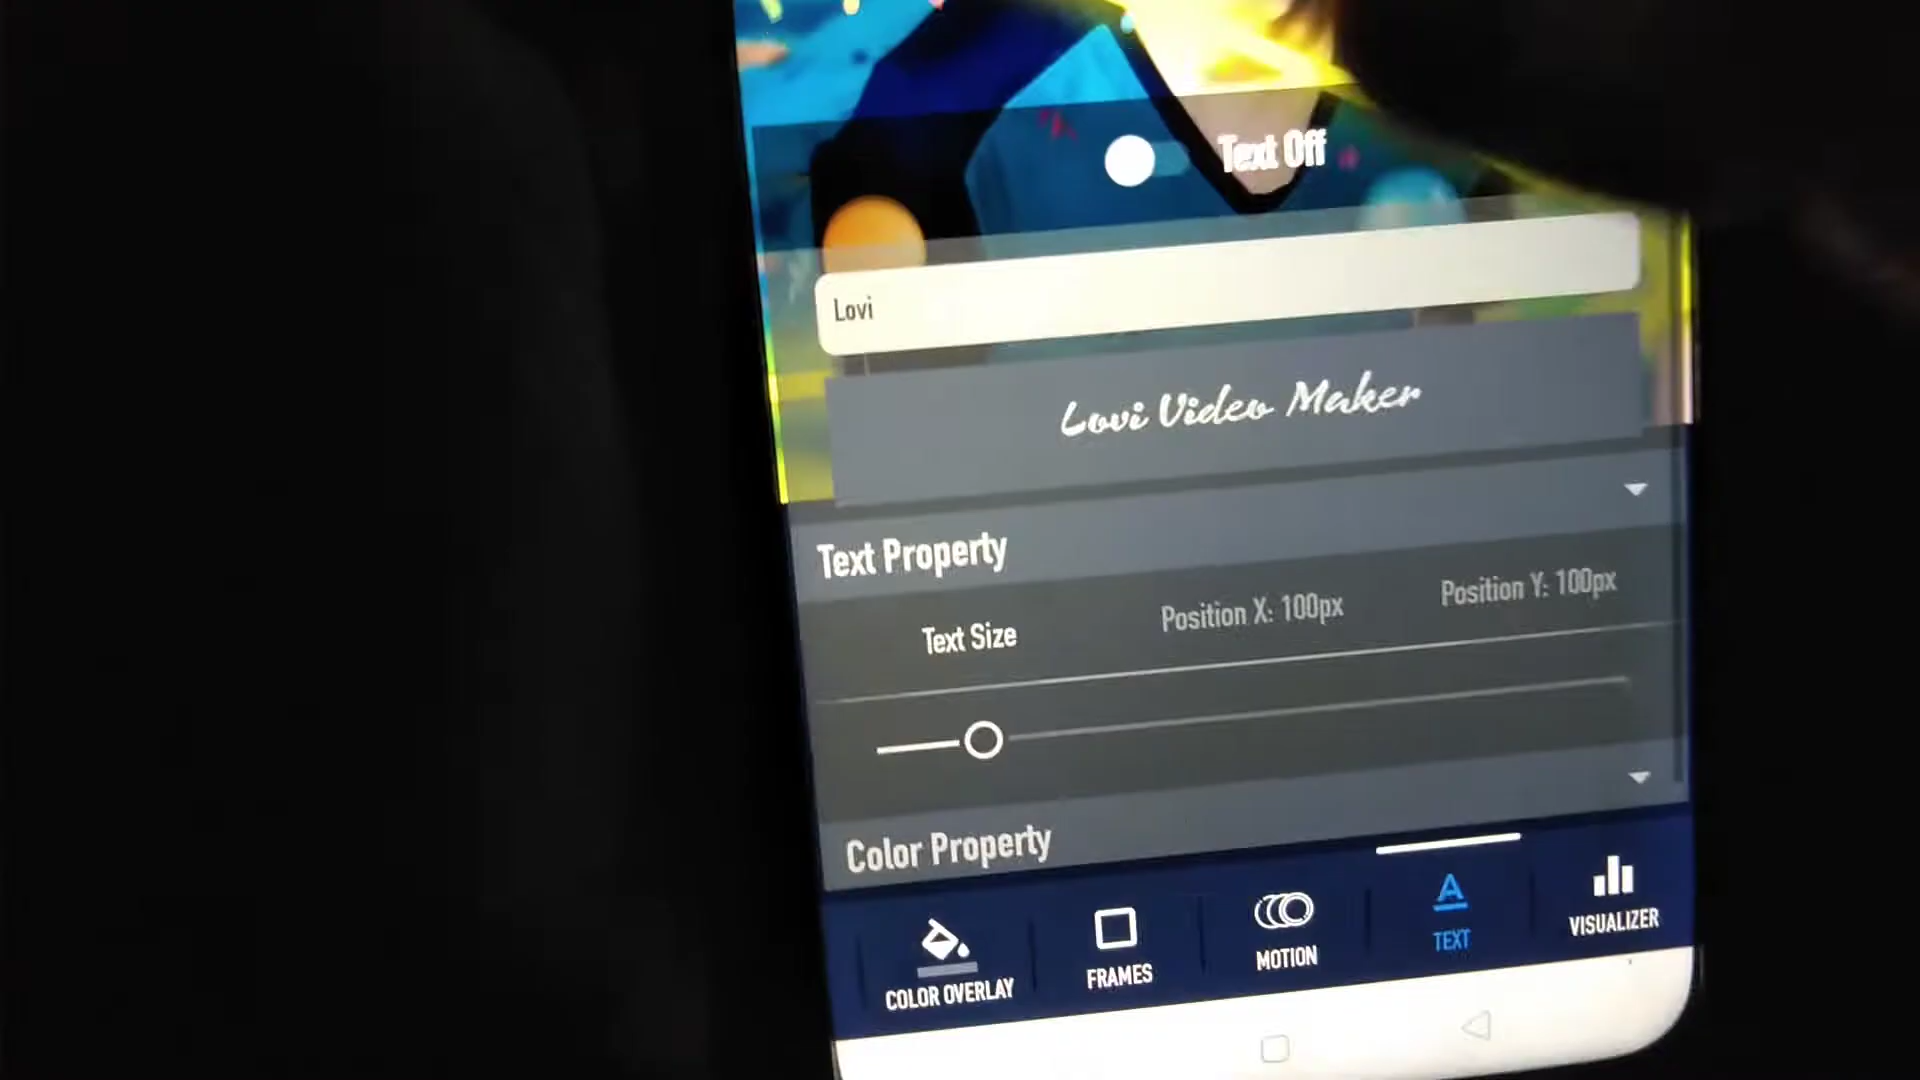 Text Off
Lovi
Lovi Video Maker
Text Property
Text Size Position X: 100px Position Y: 100px
Color Property
COLOR OVERLAY FRAMES MOTION TEXT VISUALIZER